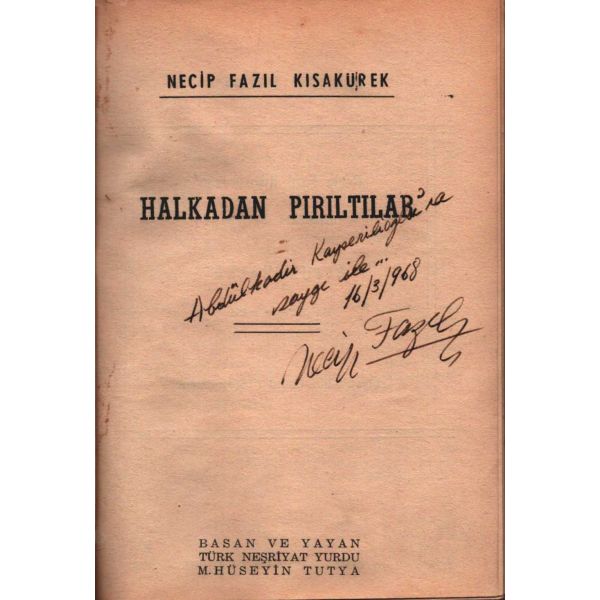 NECİP FAZIL KISAKÜREK
HALKADAN PIRILTILAR
Abdülkadir Kayserilioğlu'na
saygı ile...
16/3/968
Necip Fazıl
BASAN VE YAYAN
TÜRK NEŞRİYAT YURDU
M.HÜSEYİN TUTYA